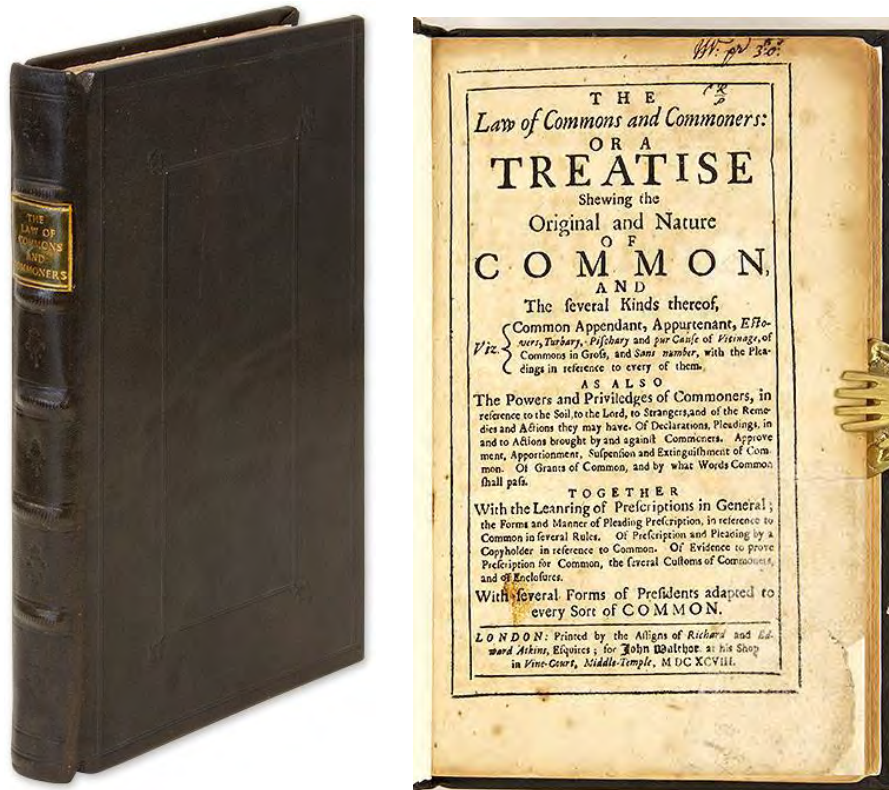 THE
LAW OF
COMMONS
AND
COMMONERS
THE
Law of Commons and Commoners:
OR A
TREATISE
Shewing the
Original and Nature
OF
COMMON,
AND
The ſeveral Kinds thereof,
Viz. { Common Appendant, Appurtenant, Eſto-
vers, Turbary, Piſchary and pur Cauſe of Vicinage, of
Commons in Groſs, and Sans number, with the Plea-
dings in reference to every of them.
AS ALSO
The Powers and Priviledges of Commoners, in
reference to the Soil, to the Lord, to Strangers, and of the Reme-
dies and Actions they may have. Of Declarations, Pleadings, in
and to Actions brought by and againſt Commoners. Approve
ment, Apportionment, Suſpenſion and Extinguiſhment of Com-
mon. Of Grants of Common, and by what Words Common
ſhall paſs.
TOGETHER
With the Leanring of Preſcriptions in General;
the Forms and Manner of Pleading Preſcription, in reference to
Common in ſeveral Rules. Of Preſcription and Pleading by a
Copyholder in reference to Common. Of Evidence to prove
Preſcription for Common, the ſeveral Cuſtoms of Commoners,
and of Encloſures.
With ſeveral Forms of Preſidents adapted to
every Sort of COMMON.
LONDON: Printed by the Aſſigns of Richard and Ed-
ward Atkins, Eſquires; for John Walthoe at his Shop
in Vine-Court, Middle-Temple, MDCXCVIII.